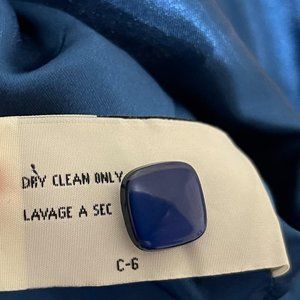 DRY CLEAN ONLY
LAVAGE A SEC
C-6